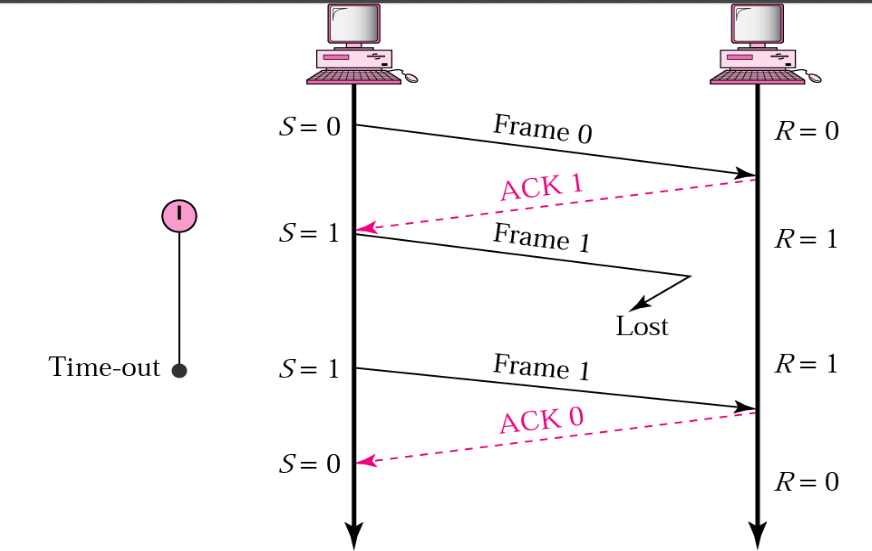 S = 0
Frame 0
R = 0
ACK 1
S = 1
Frame 1
R = 1
Lost
Time-out
S = 1
Frame 1
R = 1
ACK 0
S = 0
R = 0